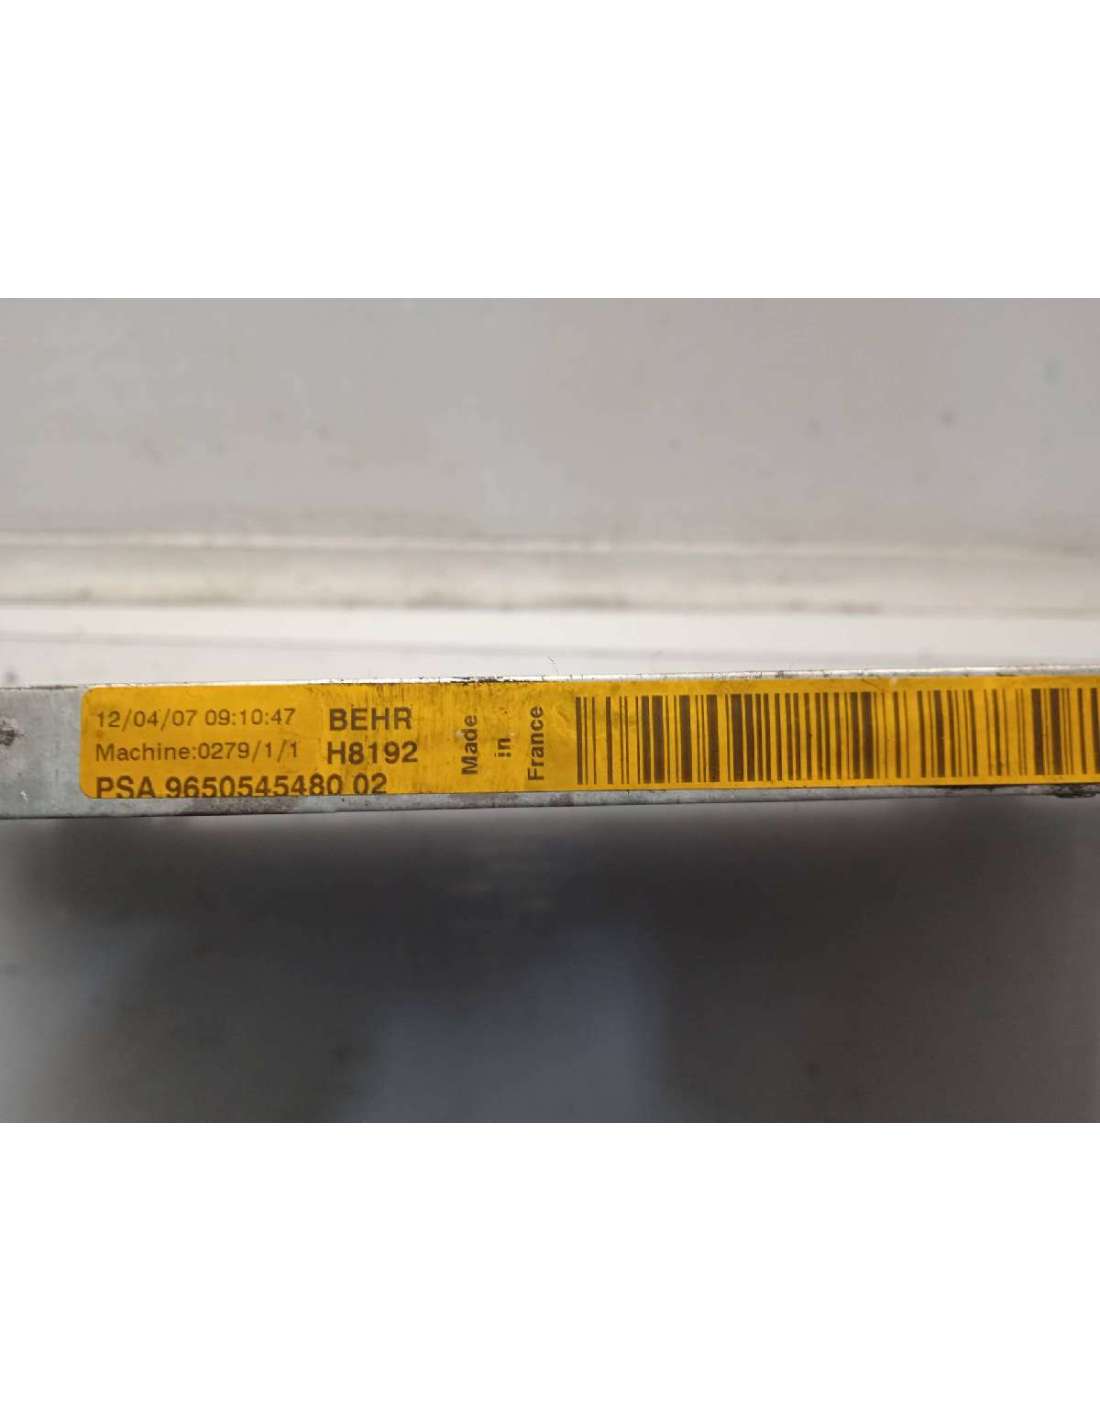 12/04/07 09:10:47 BEHR
Machine:0279/1/1 H8192
PSA 9650545480 02
Made
in
France